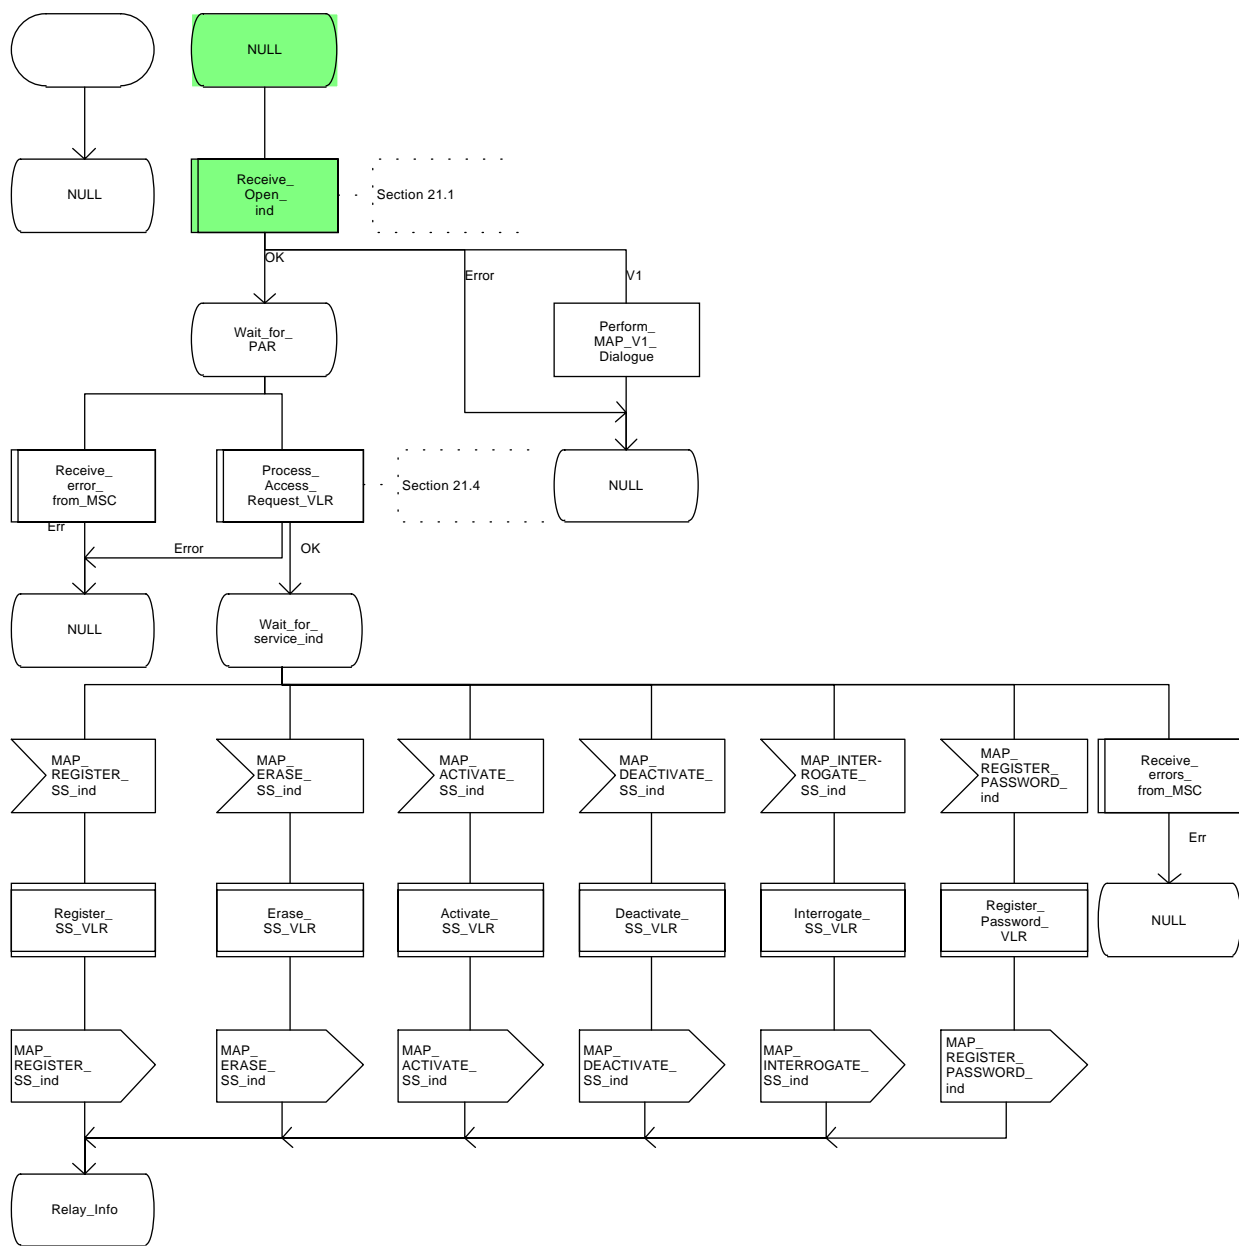 NULL
NULL
Receive_
Open_
ind
Section 21.1
OK
Error
V1
Wait_for_
PAR
Perform_
MAP_V1_
Dialogue
Receive_
error_
from_MSC
Process_
Access_
Request_VLR
Section 21.4
NULL
Err
Error
OK
NULL
Wait_for_
service_ind
MAP_
REGISTER_
SS_ind
MAP_
ERASE_
SS_ind
MAP_
ACTIVATE_
SS_ind
MAP_
DEACTIVATE_
SS_ind
MAP_INTER-
ROGATE_
SS_ind
MAP_
REGISTER_
PASSWORD_
ind
Receive_
errors_
from_MSC
Err
Register_
SS_VLR
Erase_
SS_VLR
Activate_
SS_VLR
Deactivate_
SS_VLR
Interrogate_
SS_VLR
Register_
Password_
VLR
NULL
MAP_
REGISTER_
SS_ind
MAP_
ERASE_
SS_ind
MAP_
ACTIVATE_
SS_ind
MAP_
DEACTIVATE_
SS_ind
MAP_
INTERROGATE_
SS_ind
MAP_
REGISTER_
PASSWORD_
ind
Relay_Info